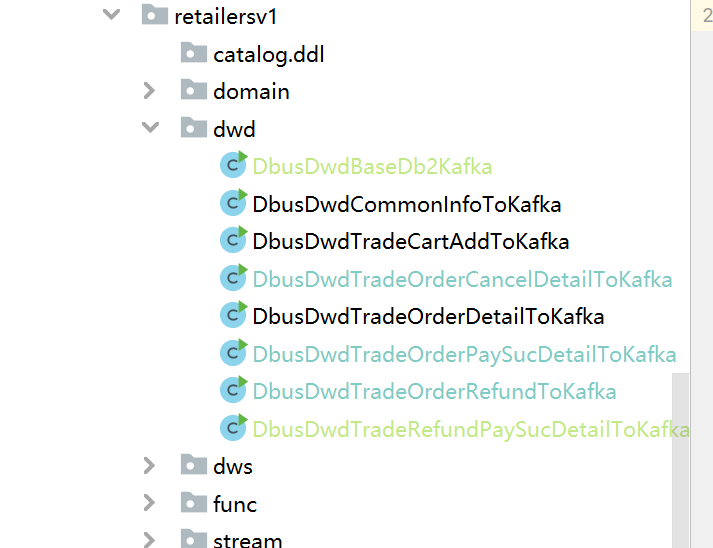 retailersv1
2
catalog.ddl
domain
dwd
C DbusDwdBaseDb2Kafka
C DbusDwdCommonInfoToKafka
C DbusDwdTradeCartAddToKafka
C DbusDwdTradeOrderCancelDetailToKafka
C DbusDwdTradeOrderDetailToKafka
C DbusDwdTradeOrderPaySucDetailToKafka
C DbusDwdTradeOrderRefundToKafka
C DbusDwdTradeRefundPaySucDetailToKafka
dws
func
stream